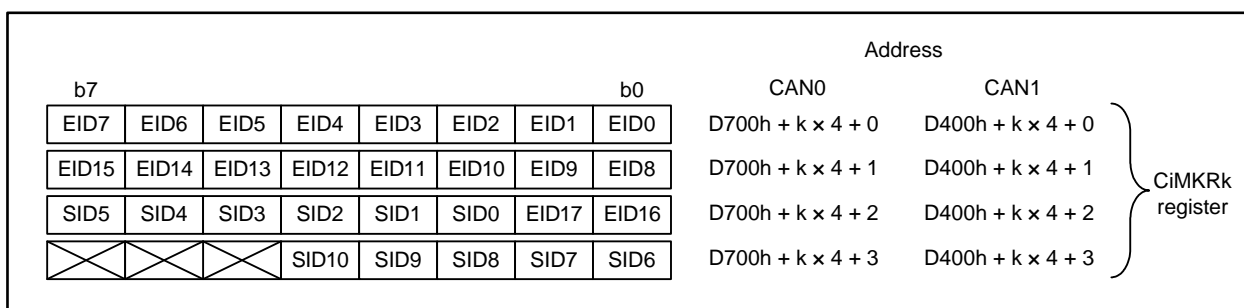 Address
b7 b0 CAN0 CAN1
EID7 EID6 EID5 EID4 EID3 EID2 EID1 EID0 D700h + k × 4 + 0 D400h + k × 4 + 0
EID15 EID14 EID13 EID12 EID11 EID10 EID9 EID8 D700h + k × 4 + 1 D400h + k × 4 + 1
SID5 SID4 SID3 SID2 SID1 SID0 EID17 EID16 D700h + k × 4 + 2 D400h + k × 4 + 2
SID10 SID9 SID8 SID7 SID6 D700h + k × 4 + 3 D400h + k × 4 + 3
CiMKRk
register